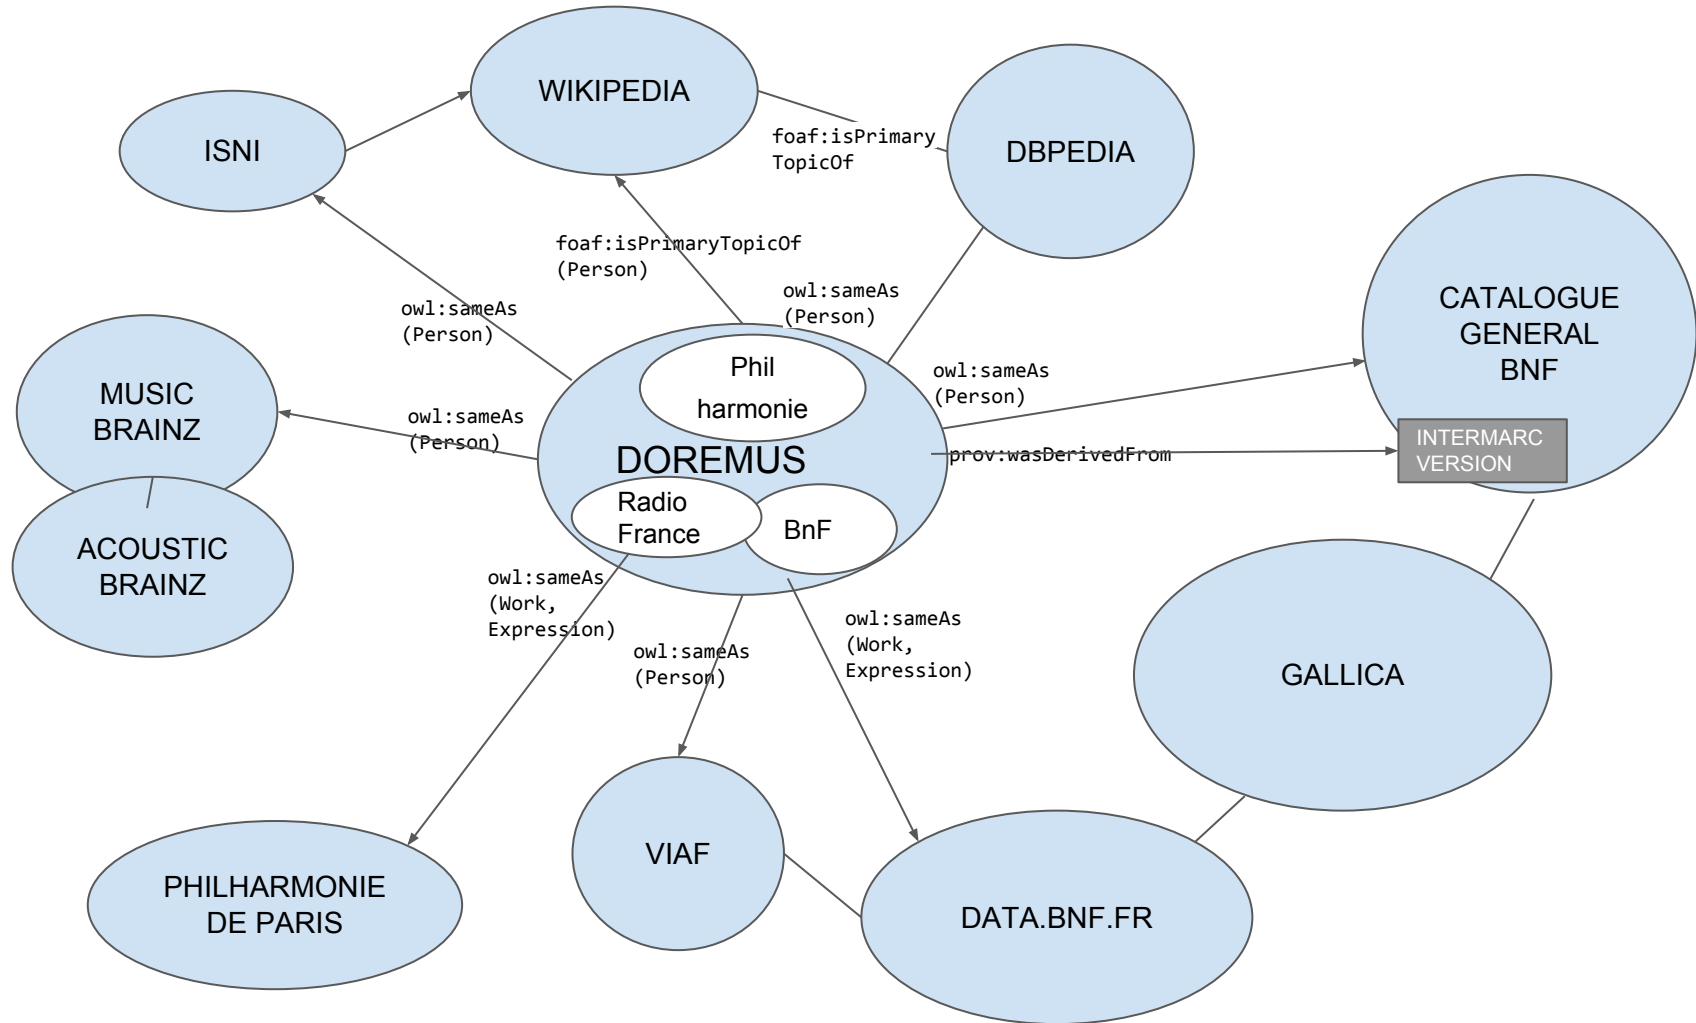 WIKIPEDIA
ISNI
foaf:isPrimary
TopicOf
DBPEDIA
foaf:isPrimaryTopicOf
(Person)
owl:sameAs
(Person)
owl:sameAs
(Person)
CATALOGUE
GENERAL
BNF
owl:sameAs
(Person)
MUSIC
BRAINZ
owl:sameAs
(Person)
Phil
harmonie
DOREMUS
prov:wasDerivedFrom
INTERMARC
VERSION
Radio
France
BnF
ACOUSTIC
BRAINZ
owl:sameAs
(Work,
Expression)
owl:sameAs
(Person)
owl:sameAs
(Work,
Expression)
GALLICA
PHILHARMONIE
DE PARIS
VIAF
DATA.BNF.FR